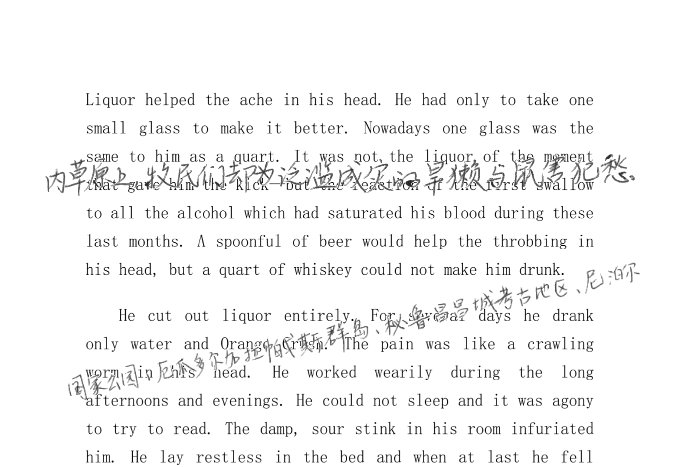 Liquor helped the ache in his head. He had only to take one
small glass to make it better. Nowadays one glass was the
same to him as a quart. It was not the liquor of the moment
内草原上,牧民们却为泛滥成灾的旱獭与鼠害犯愁。
that gave him the kick—but the reaction of the first swallow
to all the alcohol which had saturated his blood during these
last months. A spoonful of beer would help the throbbing in
his head, but a quart of whiskey could not make him drunk.
He cut out liquor entirely. For several days he drank
only water and Orange Crush. The pain was like a crawling
国家公园、厄瓜多尔加拉帕戈斯群岛、秘鲁昌昌城考古地区、尼泊尔
worm in his head. He worked wearily during the long
afternoons and evenings. He could not sleep and it was agony
to try to read. The damp, sour stink in his room infuriated
him. He lay restless in the bed and when at last he fell